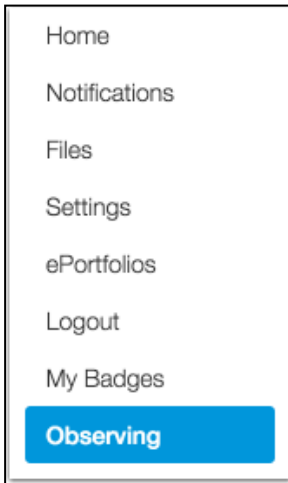 Home
Notifications
Files
Settings
ePortfolios
Logout
My Badges
Observing